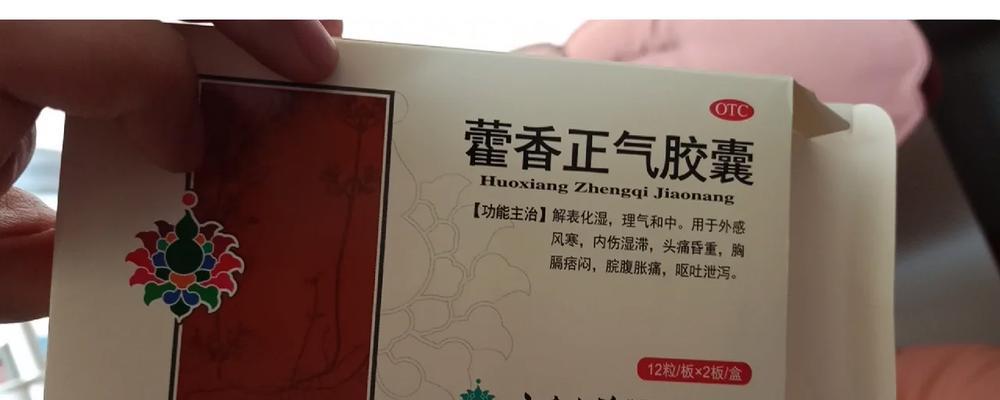 OTC
藿香正气胶囊
Huoxiang Zhengqi Jiaonang
【功能主治】解表化湿，理气和中。用于外感
风寒，内伤湿滞，头痛昏重，胸
膈痞闷，脘腹胀痛，呕吐泄泻。
12粒/板×2板/盒